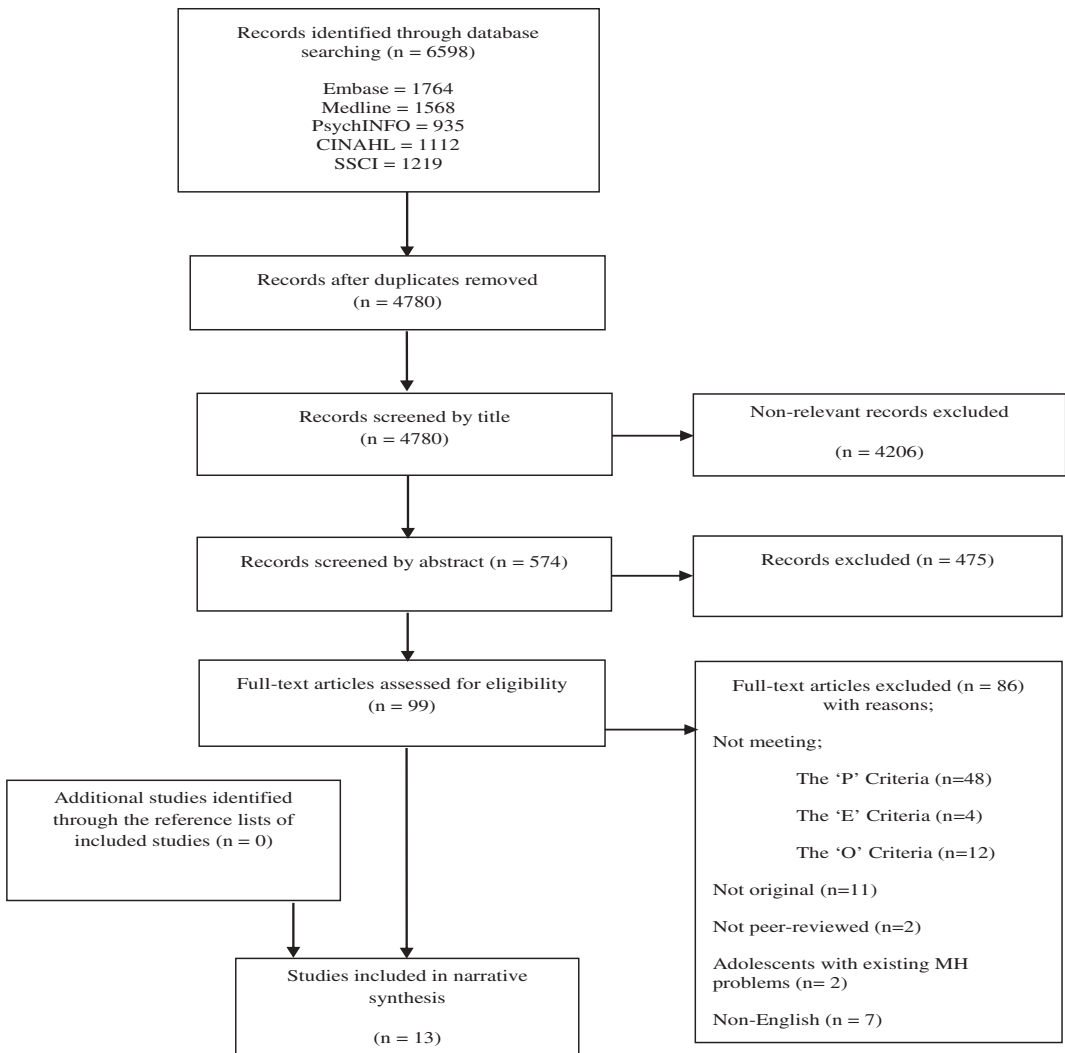 Records identified through database
searching (n = 6598)
Embase = 1764
Medline = 1568
PsychINFO = 935
CINAHL = 1112
SSCI = 1219
Records after duplicates removed
(n = 4780)
Records screened by title
(n = 4780)
Non-relevant records excluded
(n = 4206)
Records screened by abstract (n = 574)
Records excluded (n = 475)
Full-text articles assessed for eligibility
(n = 99)
Full-text articles excluded (n = 86)
with reasons;
Not meeting;
The ‘P’ Criteria (n=48)
The ‘E’ Criteria (n=4)
The ‘O’ Criteria (n=12)
Not original (n=11)
Not peer-reviewed (n=2)
Adolescents with existing MH
problems (n= 2)
Non-English (n = 7)
Additional studies identified
through the reference lists of
included studies (n = 0)
Studies included in narrative
synthesis
(n = 13)